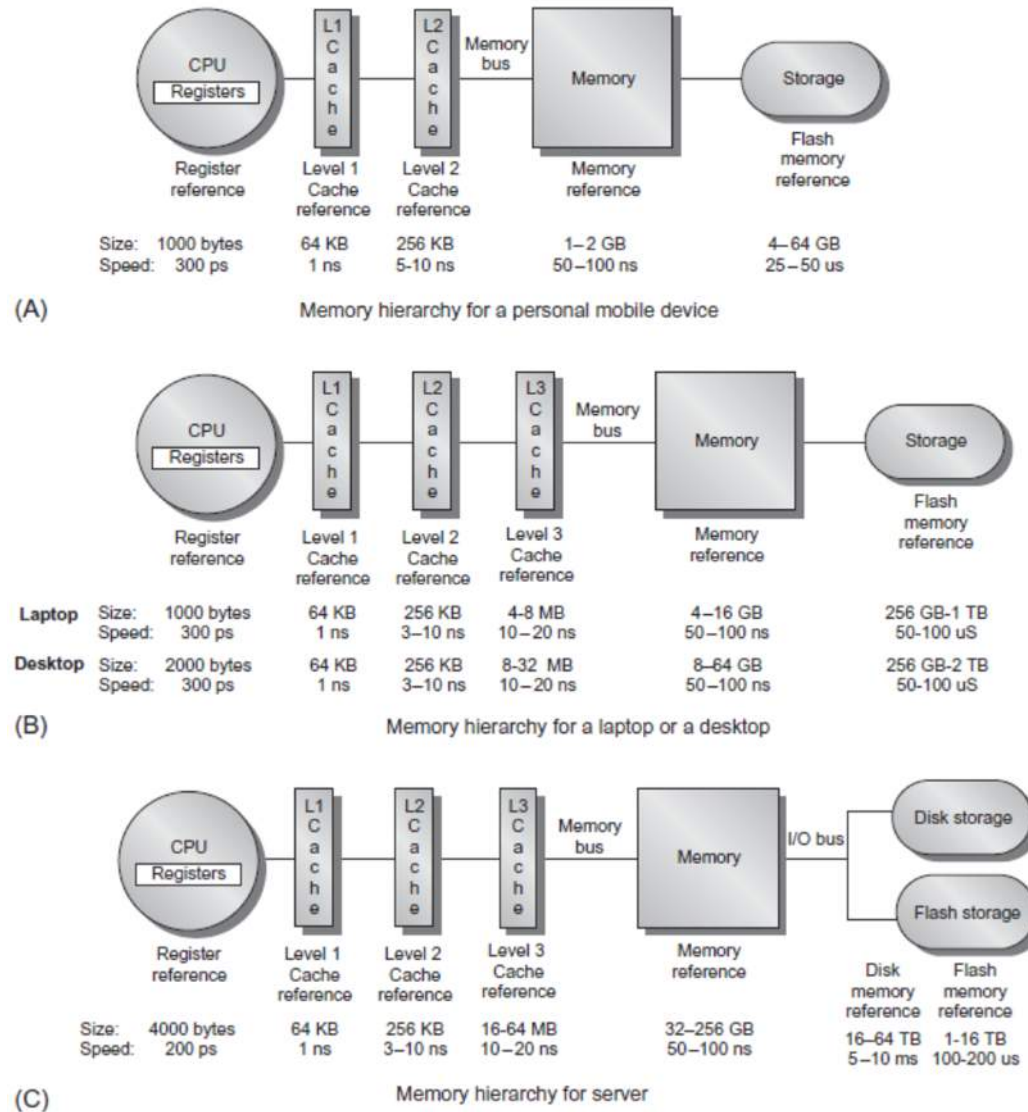 CPU
Registers
L1
Cache
L2
Cache
Memory
bus
Memory
Storage
Register
reference
Level 1
Cache
reference
Level 2
Cache
reference
Memory
reference
Flash
memory
reference
Size: 1000 bytes 64 KB 256 KB 1–2 GB 4–64 GB
Speed: 300 ps 1 ns 5-10 ns 50–100 ns 25–50 us
(A) Memory hierarchy for a personal mobile device
CPU
Registers
L1
Cache
L2
Cache
L3
Cache
Memory
bus
Memory
Storage
Register
reference
Level 1
Cache
reference
Level 2
Cache
reference
Level 3
Cache
reference
Memory
reference
Flash
memory
reference
Laptop Size: 1000 bytes 64 KB 256 KB 4-8 MB 4–16 GB 256 GB-1 TB
Speed: 300 ps 1 ns 3–10 ns 10–20 ns 50–100 ns 50-100 uS
Desktop Size: 2000 bytes 64 KB 256 KB 8-32 MB 8–64 GB 256 GB-2 TB
Speed: 300 ps 1 ns 3–10 ns 10–20 ns 50–100 ns 50-100 uS
(B) Memory hierarchy for a laptop or a desktop
CPU
Registers
L1
Cache
L2
Cache
L3
Cache
Memory
bus
Memory
I/O bus
Disk storage
Flash storage
Register
reference
Level 1
Cache
reference
Level 2
Cache
reference
Level 3
Cache
reference
Memory
reference
Disk
memory
reference
Flash
memory
reference
Size: 4000 bytes 64 KB 256 KB 16-64 MB 32–256 GB 16–64 TB 1-16 TB
Speed: 200 ps 1 ns 3–10 ns 10–20 ns 50–100 ns 5–10 ms 100-200 us
(C) Memory hierarchy for server